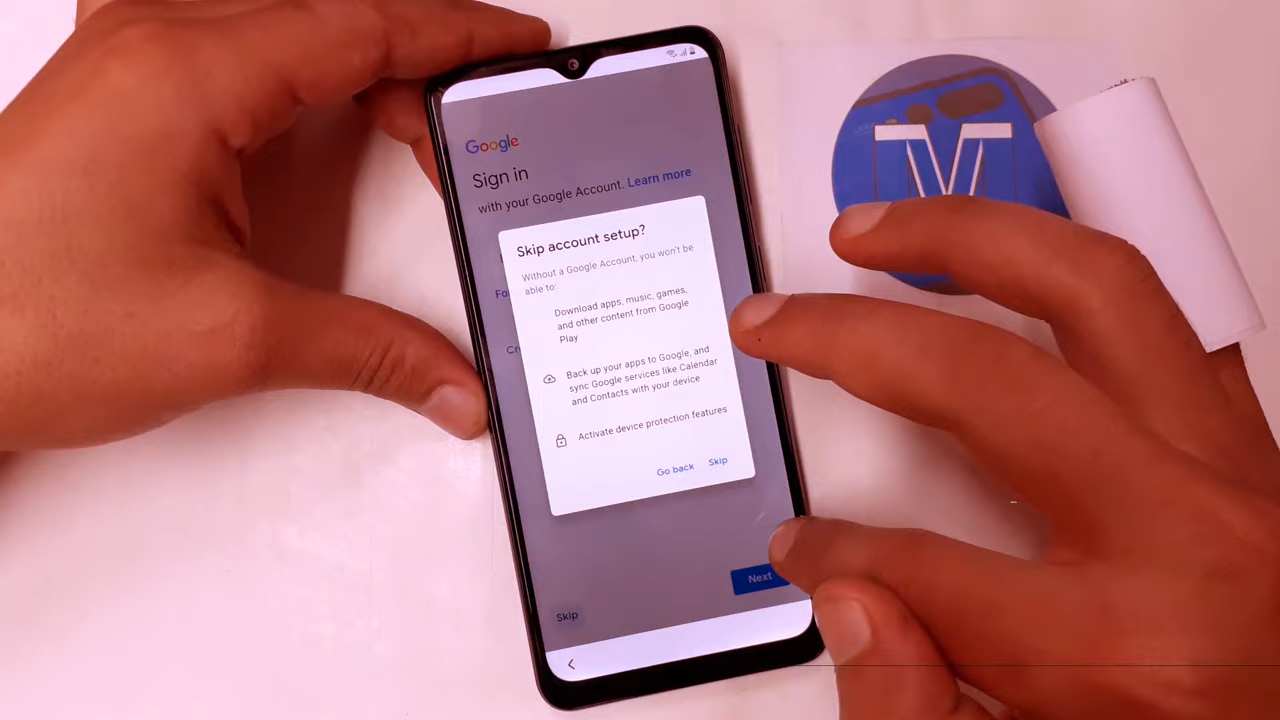 Google
Sign in
with your Google Account. Learn more
Skip account setup?
Without a Google Account, you won't be
able to:
Download apps, music, games,
and other content from Google
Play
Back up your apps to Google, and
sync Google services like Calendar
and Contacts with your device
Activate device protection features
Go back Skip
Next
Skip